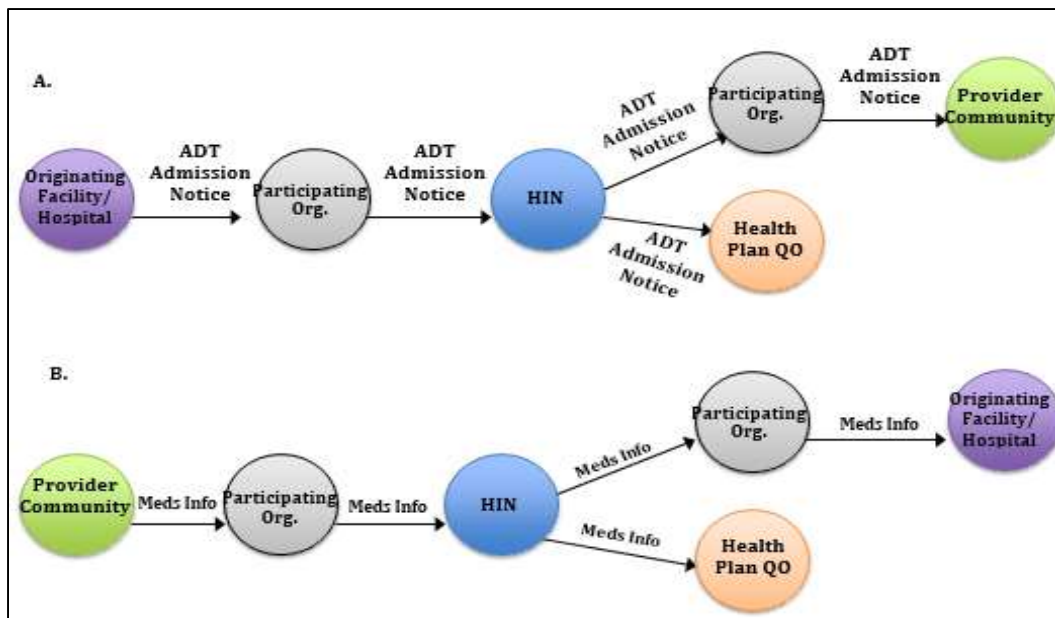 A.
Originating
Facility/
Hospital
ADT
Admission
Notice
Participating
Org.
ADT
Admission
Notice
HIN
ADT
Admission
Notice
Participating
Org.
ADT
Admission
Notice
Provider
Community
ADT
Admission
Notice
Health
Plan QO
B.
Provider
Community
Meds Info
Participating
Org.
Meds Info
HIN
Meds Info
Participating
Org.
Meds Info
Originating
Facility/
Hospital
Meds Info
Health
Plan QO